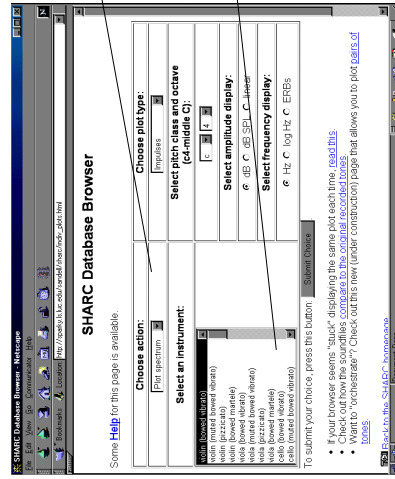 SHARC Database Browser - Netscape
File Edit View Go Communicator Help
Bookmarks Location: http://sparky.ls.luc.edu/sandell/sharc/indiv_plots.html
SHARC Database Browser
Some Help for this page is available.
Choose action:
Plot spectrum
Choose plot type:
Impulses
Select an instrument:
violin (bowed vibrato)
violin (muted bowed vibrato)
violin (pizzicato)
violin (bowed martele)
viola (bowed vibrato)
viola (muted bowed vibrato)
viola (pizzicato)
viola (bowed martele)
cello (bowed vibrato)
cello (muted bowed vibrato)
Select pitch class and octave
(c4=middle C):
c 4
Select amplitude display:
dB dB SPL linear
Select frequency display:
Hz log Hz ERBs
To submit your choice, press this button: Submit Choice
• If your browser seems "stuck" displaying the same plot each time, read this.
• Check out how the soundfiles compare to the original recorded tones.
• Want to "orchestrate"? Check out this new (under construction) page that allows you to plot pairs of
tones.
Back to the SHARC homepage